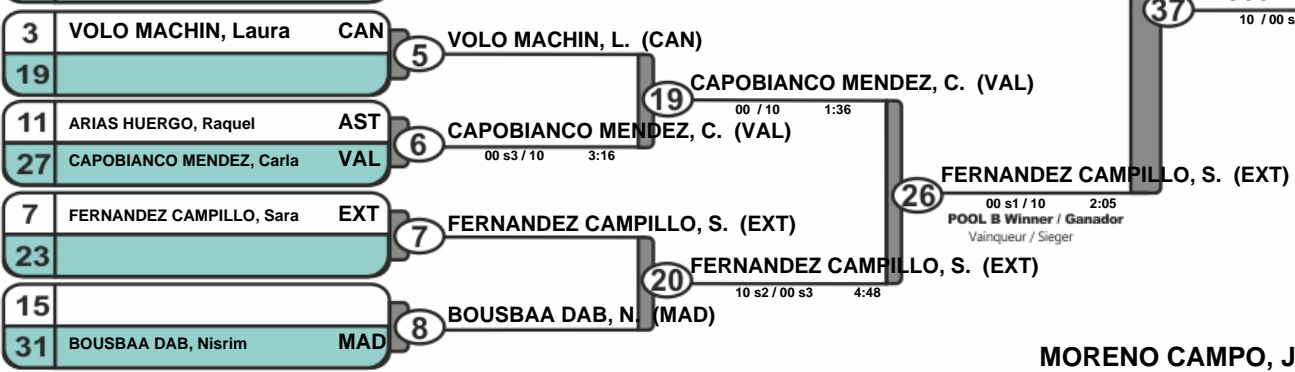 3 VOLO MACHIN, Laura CAN
19
5
VOLO MACHIN, L. (CAN)
11 ARIAS HUERGO, Raquel AST
27 CAPOBIANCO MENDEZ, Carla VAL
6
CAPOBIANCO MENDEZ, C. (VAL)
00 s3 / 10 3:16
19
CAPOBIANCO MENDEZ, C. (VAL)
00 / 10 1:36
7 FERNANDEZ CAMPILLO, Sara EXT
23
7
FERNANDEZ CAMPILLO, S. (EXT)
15
31 BOUSBAA DAB, Nisrim MAD
8
BOUSBAA DAB, N. (MAD)
20
FERNANDEZ CAMPILLO, S. (EXT)
10 s2 / 00 s3 4:48
26
FERNANDEZ CAMPILLO, S. (EXT)
00 s1 / 10 2:05
POOL B Winner / Ganador
Vainqueur / Sieger
37
10 / 00 s
MORENO CAMPO, J